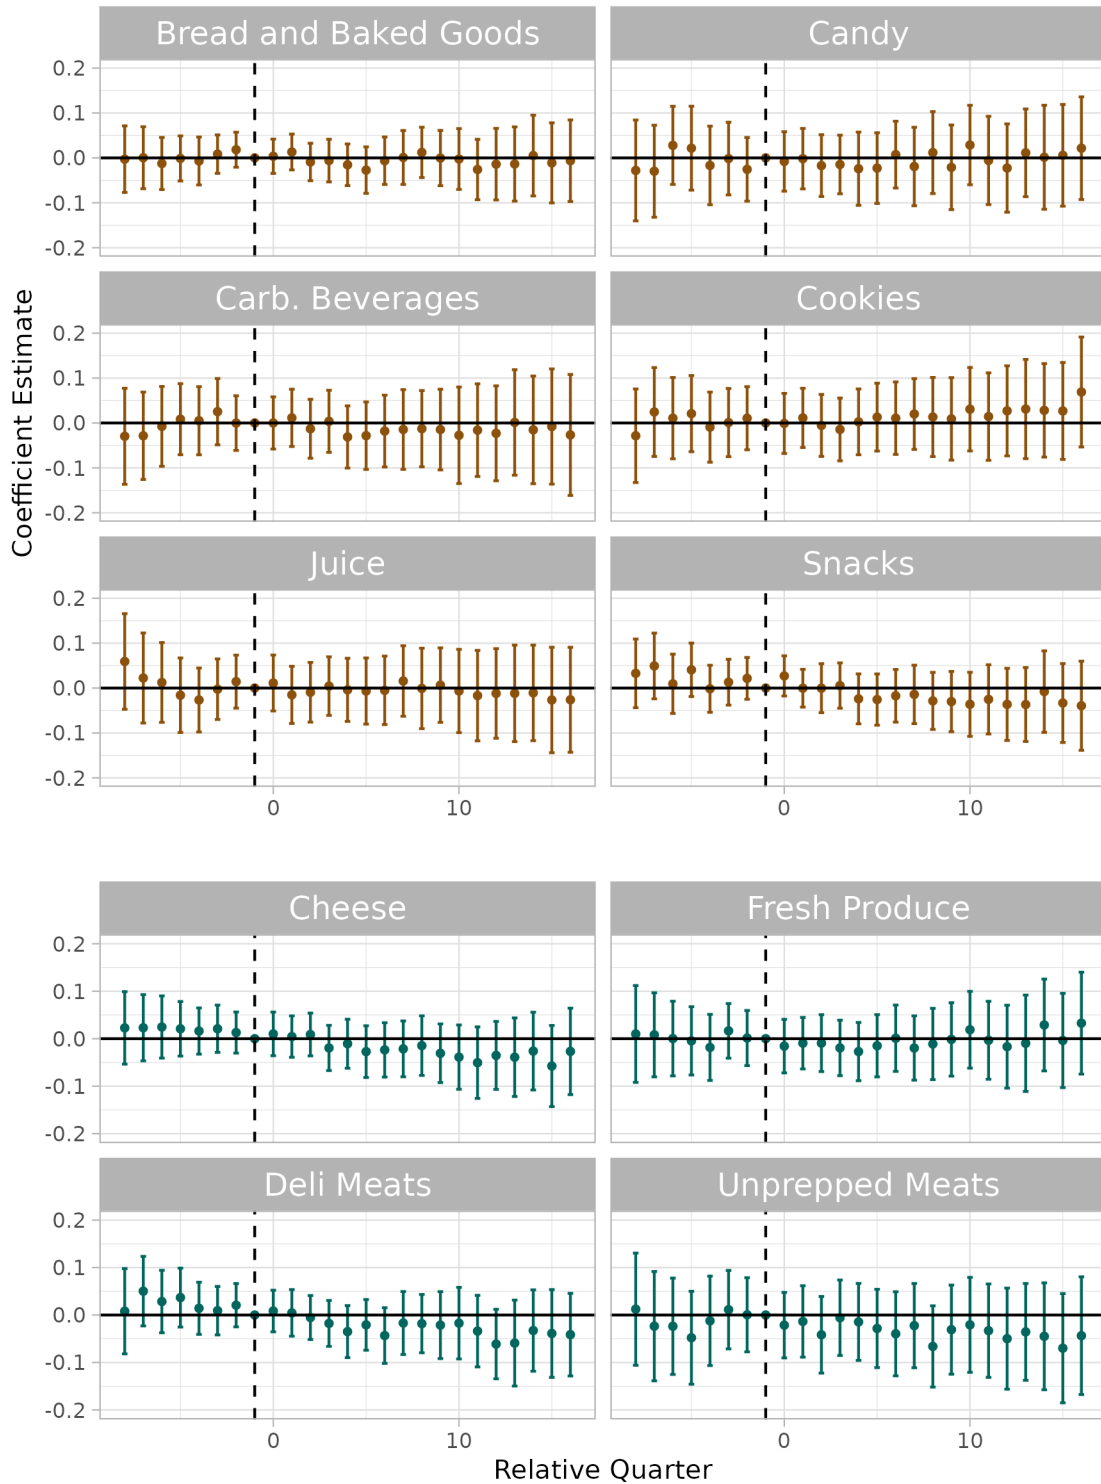 Bread and Baked Goods
Candy
0.2
0.1
0.0
-0.1
-0.2
Carb. Beverages
Cookies
0.2
0.1
0.0
-0.1
-0.2
Coefficient Estimate
Juice
Snacks
0.2
0.1
0.0
-0.1
-0.2
0 10 0 10
Cheese
Fresh Produce
0.2
0.1
0.0
-0.1
-0.2
Deli Meats
Unprepped Meats
0.2
0.1
0.0
-0.1
-0.2
0 10 0 10
Relative Quarter